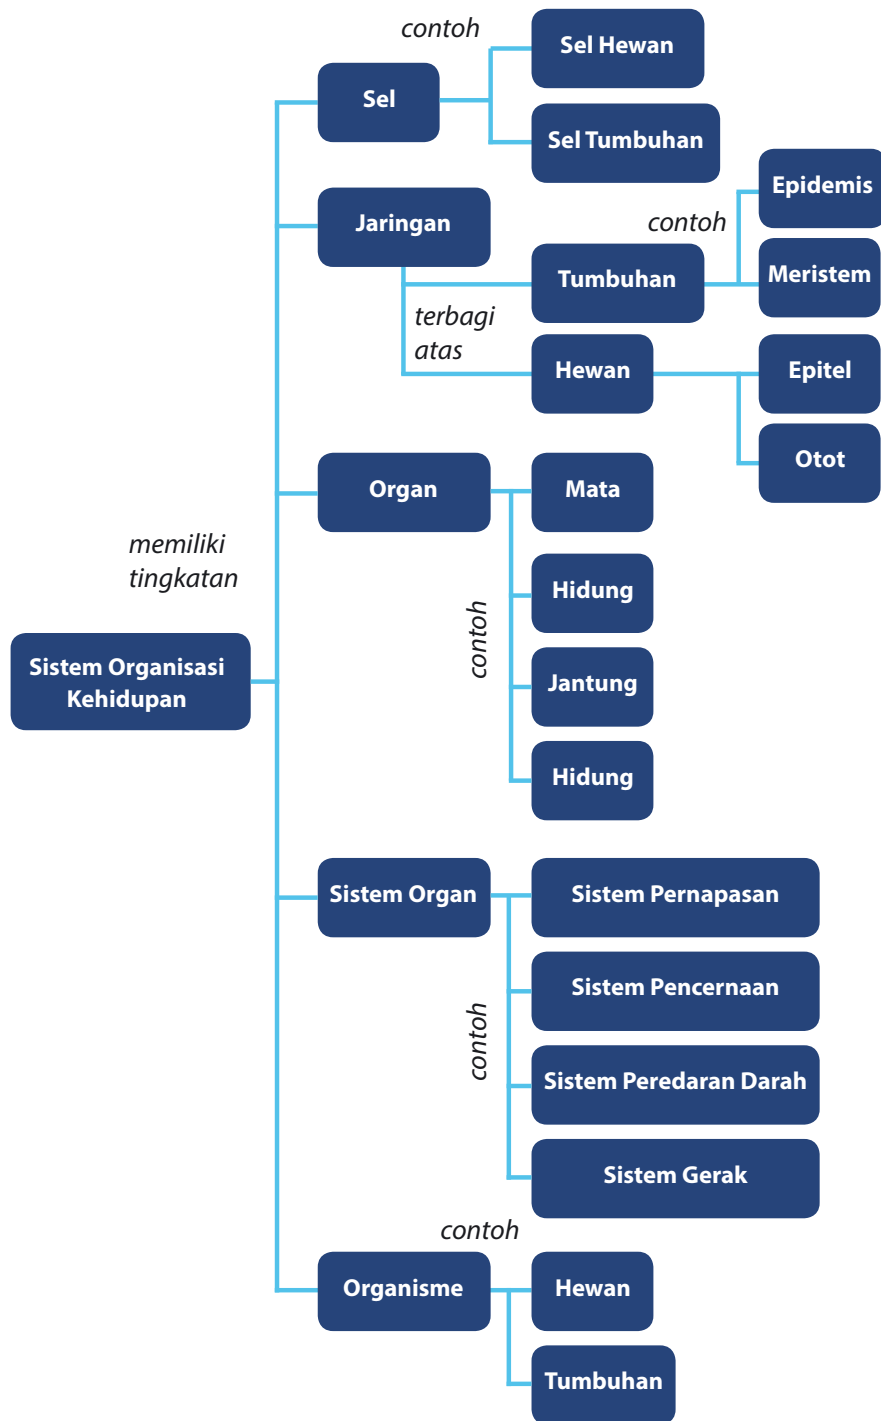 contoh
Sel
Sel Hewan
Sel Tumbuhan
Jaringan
terbagi
atas
Tumbuhan
contoh
Epidemis
Meristem
Hewan
Epitel
Otot
memiliki
tingkatan
Sistem Organisasi
Kehidupan
Organ
contoh
Mata
Hidung
Jantung
Hidung
Sistem Organ
contoh
Sistem Pernapasan
Sistem Pencernaan
Sistem Peredaran Darah
Sistem Gerak
contoh
Organisme
Hewan
Tumbuhan